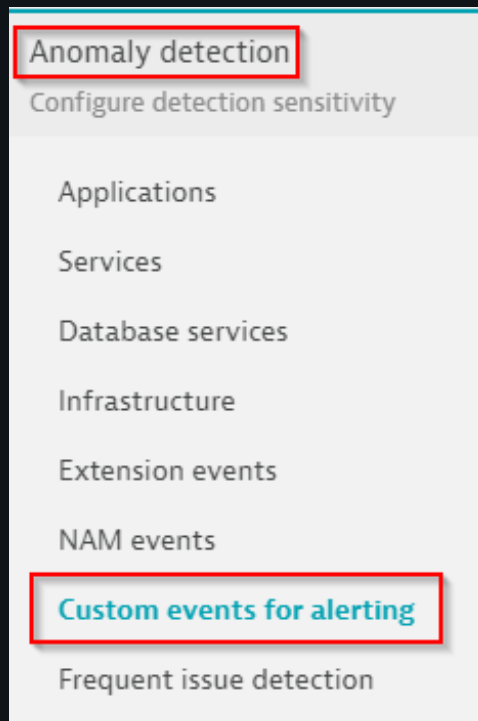 Anomaly detection
Configure detection sensitivity
Applications
Services
Database services
Infrastructure
Extension events
NAM events
Custom events for alerting
Frequent issue detection